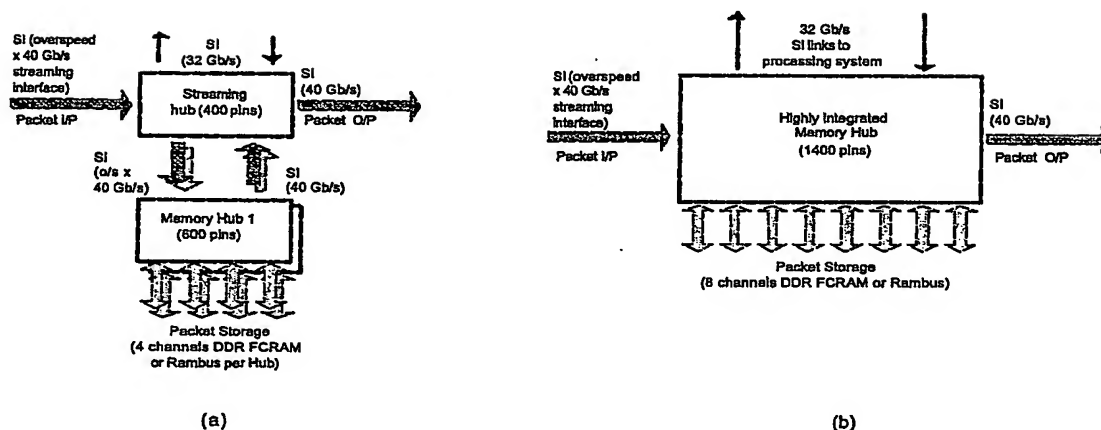 SI (overspeed
x 40 Gb/s
streaming
interface)
Packet I/P
SI
(32 Gb/s)
Streaming
hub (400 pins)
SI
(40 Gb/s)
Packet O/P
SI
(o/s x
40 Gb/s)
SI
(40 Gb/s)
Memory Hub 1
(600 pins)
Packet Storage
(4 channels DDR FCRAM
or Rambus per Hub)
(a)
32 Gb/s
SI links to
processing system
SI (overspeed
x 40 Gb/s
streaming
interface)
Packet I/P
Highly Integrated
Memory Hub
(1400 pins)
SI
(40 Gb/s)
Packet O/P
Packet Storage
(8 channels DDR FCRAM or Rambus)
(b)